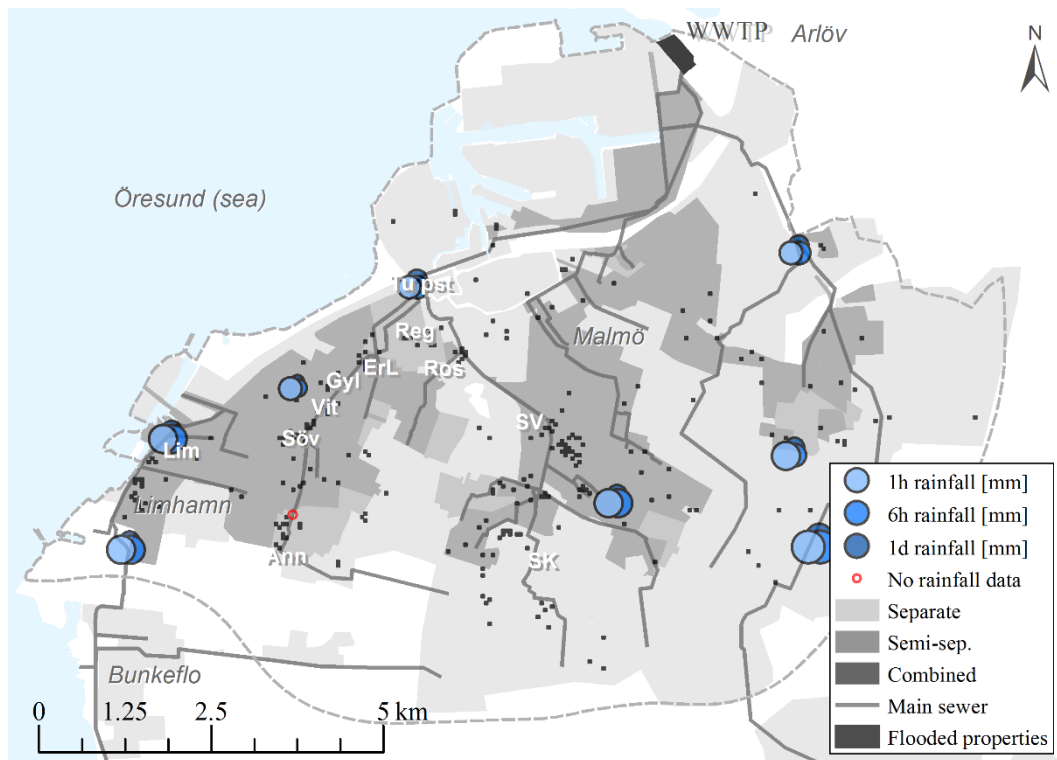 WWTP
Arlöv
N
Öresund (sea)
Tu pst
Reg
Malmö
ErL
Ros
Gyl
Vit
SV
Söv
Lim
Limhamn
Ann
SK
Bunkeflo
0 1.25 2.5 5 km
1h rainfall [mm]
6h rainfall [mm]
1d rainfall [mm]
No rainfall data
Separate
Semi-sep.
Combined
Main sewer
Flooded properties